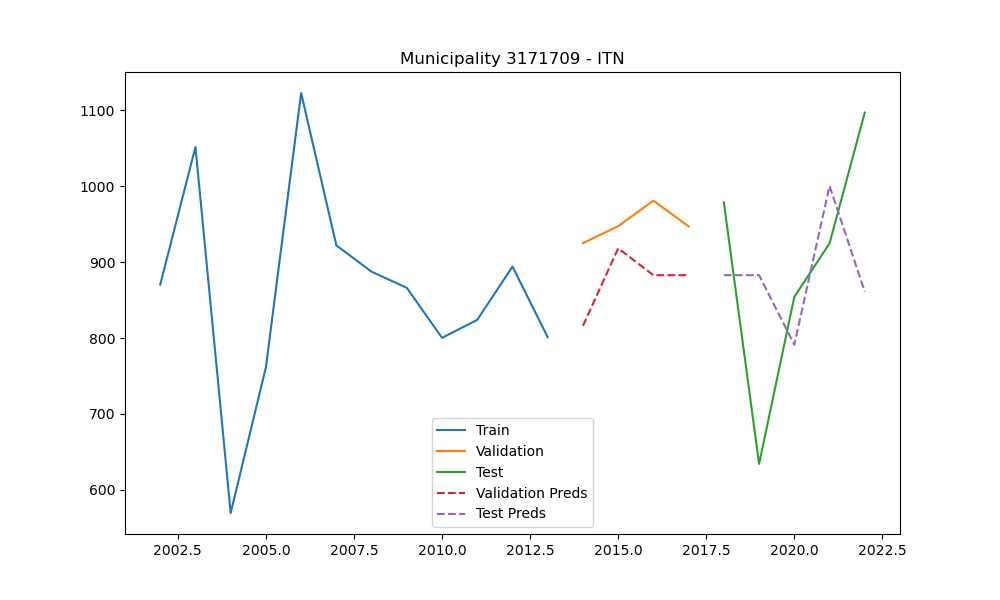 Municipality 3171709 - ITN
1100
1000
900
800
700
600
Train
Validation
Test
Validation Preds
Test Preds
2002.5 2005.0 2007.5 2010.0 2012.5 2015.0 2017.5 2020.0 2022.5